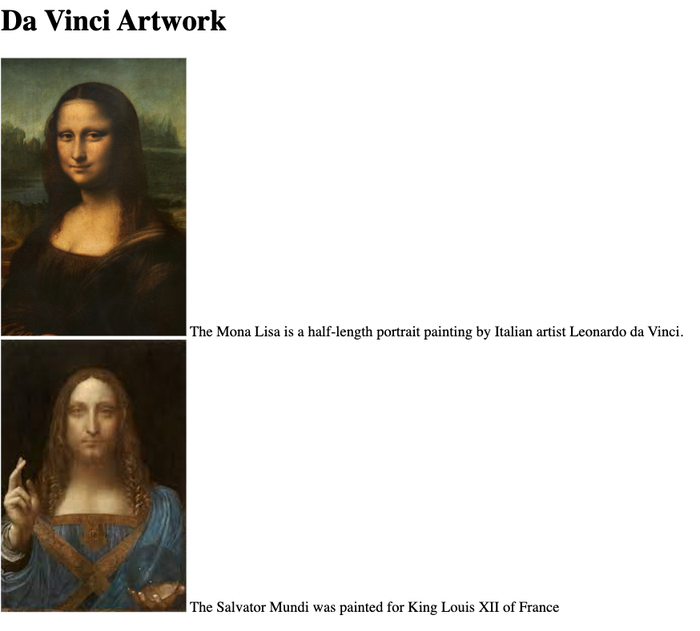 Da Vinci Artwork
The Mona Lisa is a half-length portrait painting by Italian artist Leonardo da Vinci.
The Salvator Mundi was painted for King Louis XII of France